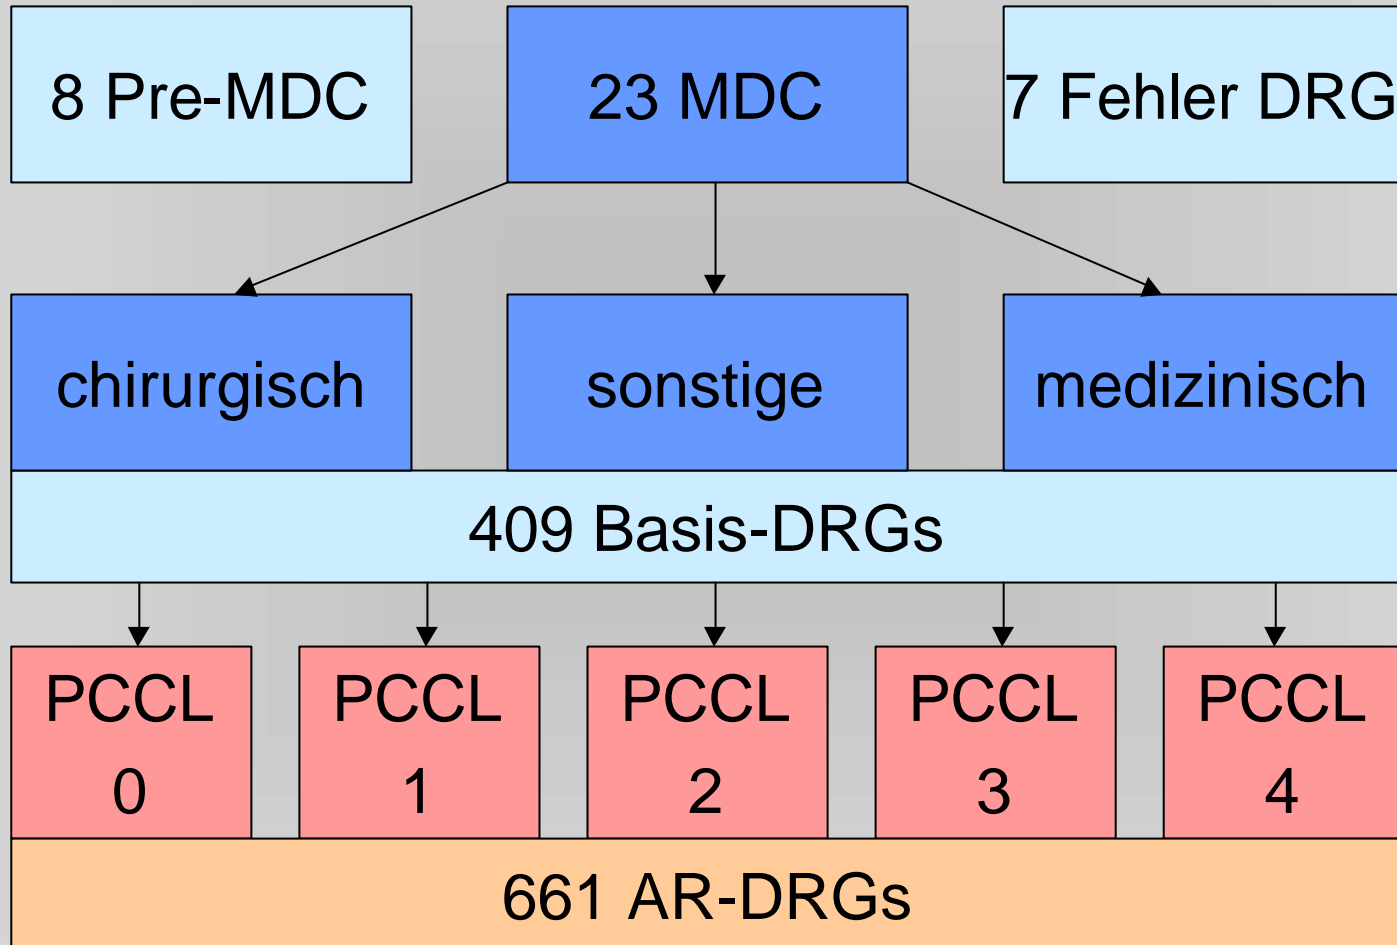 8 Pre-MDC
23 MDC
7 Fehler DRG
chirurgisch
sonstige
medizinisch
409 Basis-DRGs
PCCL
0
PCCL
1
PCCL
2
PCCL
3
PCCL
4
661 AR-DRGs